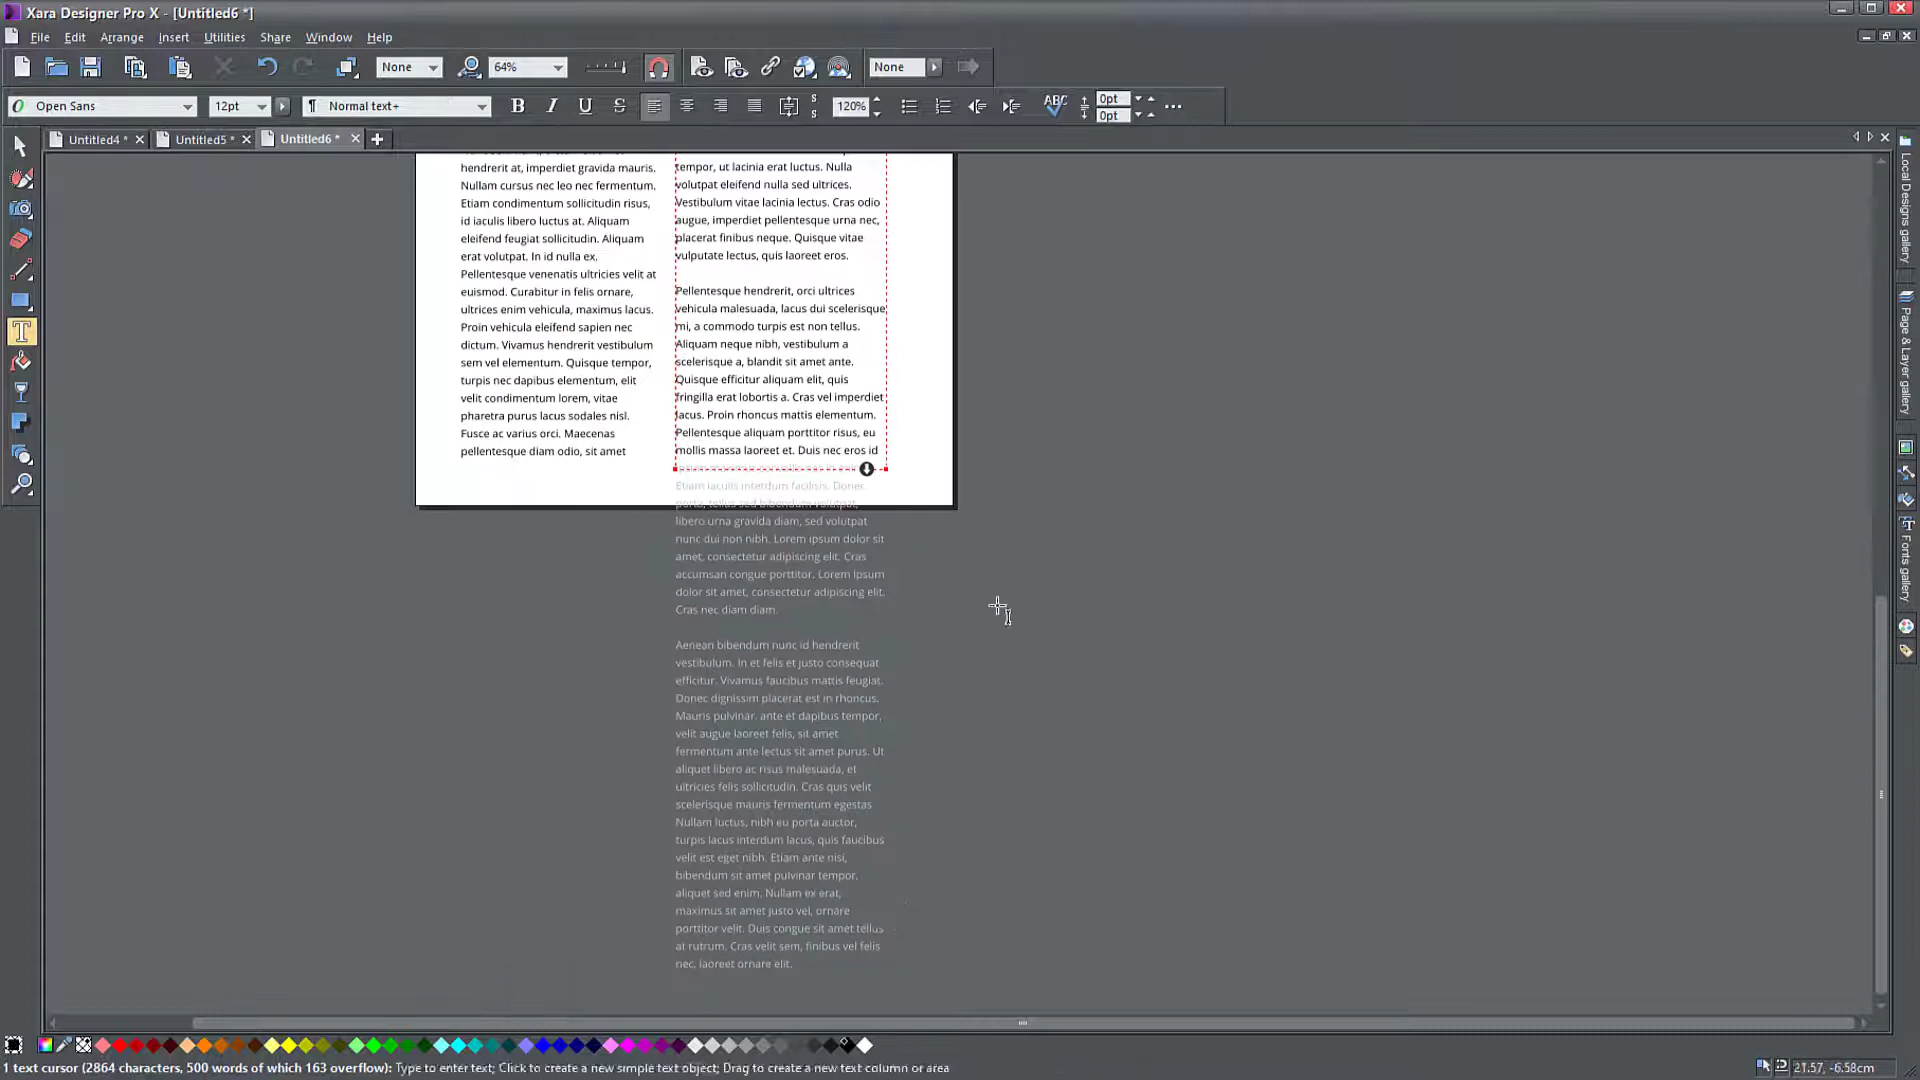 Xara Designer Pro X - [Untitled6 *]
File Edit Arrange Insert Utilities Share Window Help
None 64% None
Open Sans 12pt ¶ Normal text+ B I U S 120% ABC 0pt
0pt
Untitled4 * Untitled5 * Untitled6 *
hendrerit at, imperdiet gravida mauris.
Nullam cursus nec leo nec fermentum.
Etiam condimentum sollicitudin risus,
id iaculis libero luctus at. Aliquam
eleifend feugiat sollicitudin. Aliquam
erat volutpat. In id nulla ex.
Pellentesque venenatis ultricies velit at
euismod. Curabitur in felis ornare,
ultrices enim vehicula, maximus lacus.
Proin vehicula eleifend sapien nec
dictum. Vivamus hendrerit vestibulum
sem vel elementum. Quisque tempor,
turpis nec dapibus elementum, elit
velit condimentum lorem, vitae
pharetra purus lacus sodales nisl.
Fusce ac varius orci. Maecenas
pellentesque diam odio, sit amet
tempor, ut lacinia erat luctus. Nulla
volutpat eleifend nulla sed ultrices.
Vestibulum vitae lacinia lectus. Cras odio
augue, imperdiet pellentesque urna nec,
placerat finibus neque. Quisque vitae
vulputate lectus, quis laoreet eros.
Pellentesque hendrerit, orci ultrices
vehicula malesuada, lacus dui scelerisque
mi, a commodo turpis est non tellus.
Aliquam neque nibh, vestibulum a
scelerisque a, blandit sit amet ante.
Quisque efficitur aliquam elit, quis
fringilla erat lobortis a. Cras vel imperdiet
lacus. Proin rhoncus mattis elementum.
Pellentesque aliquam porttitor risus, eu
mollis massa laoreet et. Duis nec eros id
Etiam iaculis interdum facilisis. Donec
porta, tellus sed bibendum volutpat,
libero urna gravida diam, sed volutpat
nunc dui non nibh. Lorem ipsum dolor sit
amet, consectetur adipiscing elit. Cras
accumsan congue porttitor. Lorem ipsum
dolor sit amet, consectetur adipiscing elit.
Cras nec diam diam.
Aenean bibendum nunc id hendrerit
vestibulum. In et felis et justo consequat
efficitur. Vivamus faucibus mattis feugiat.
Donec dignissim placerat est in rhoncus.
Mauris pulvinar, ante et dapibus tempor,
velit augue laoreet felis, sit amet
fermentum ante lectus sit amet purus. Ut
aliquet libero ac risus malesuada, et
ultricies felis sollicitudin. Cras quis velit
scelerisque mauris fermentum egestas
Nullam luctus, nibh eu porta auctor,
turpis lacus interdum lacus, quis faucibus
velit est eget nibh. Etiam ante nisi,
bibendum sit amet pulvinar tempor,
aliquet sed enim. Nullam ex erat,
maximus sit amet justo vel, ornare
porttitor velit. Duis congue sit amet tellus
at rutrum. Cras velit sem, finibus vel felis
nec, laoreet ornare elit.
Local Designs gallery
Page & Layer gallery
Fonts gallery
1 text cursor (2864 characters, 500 words of which 163 overflow): Type to enter text; Click to create a new simple text object; Drag to create a new text column or area
21.57, -6.58cm